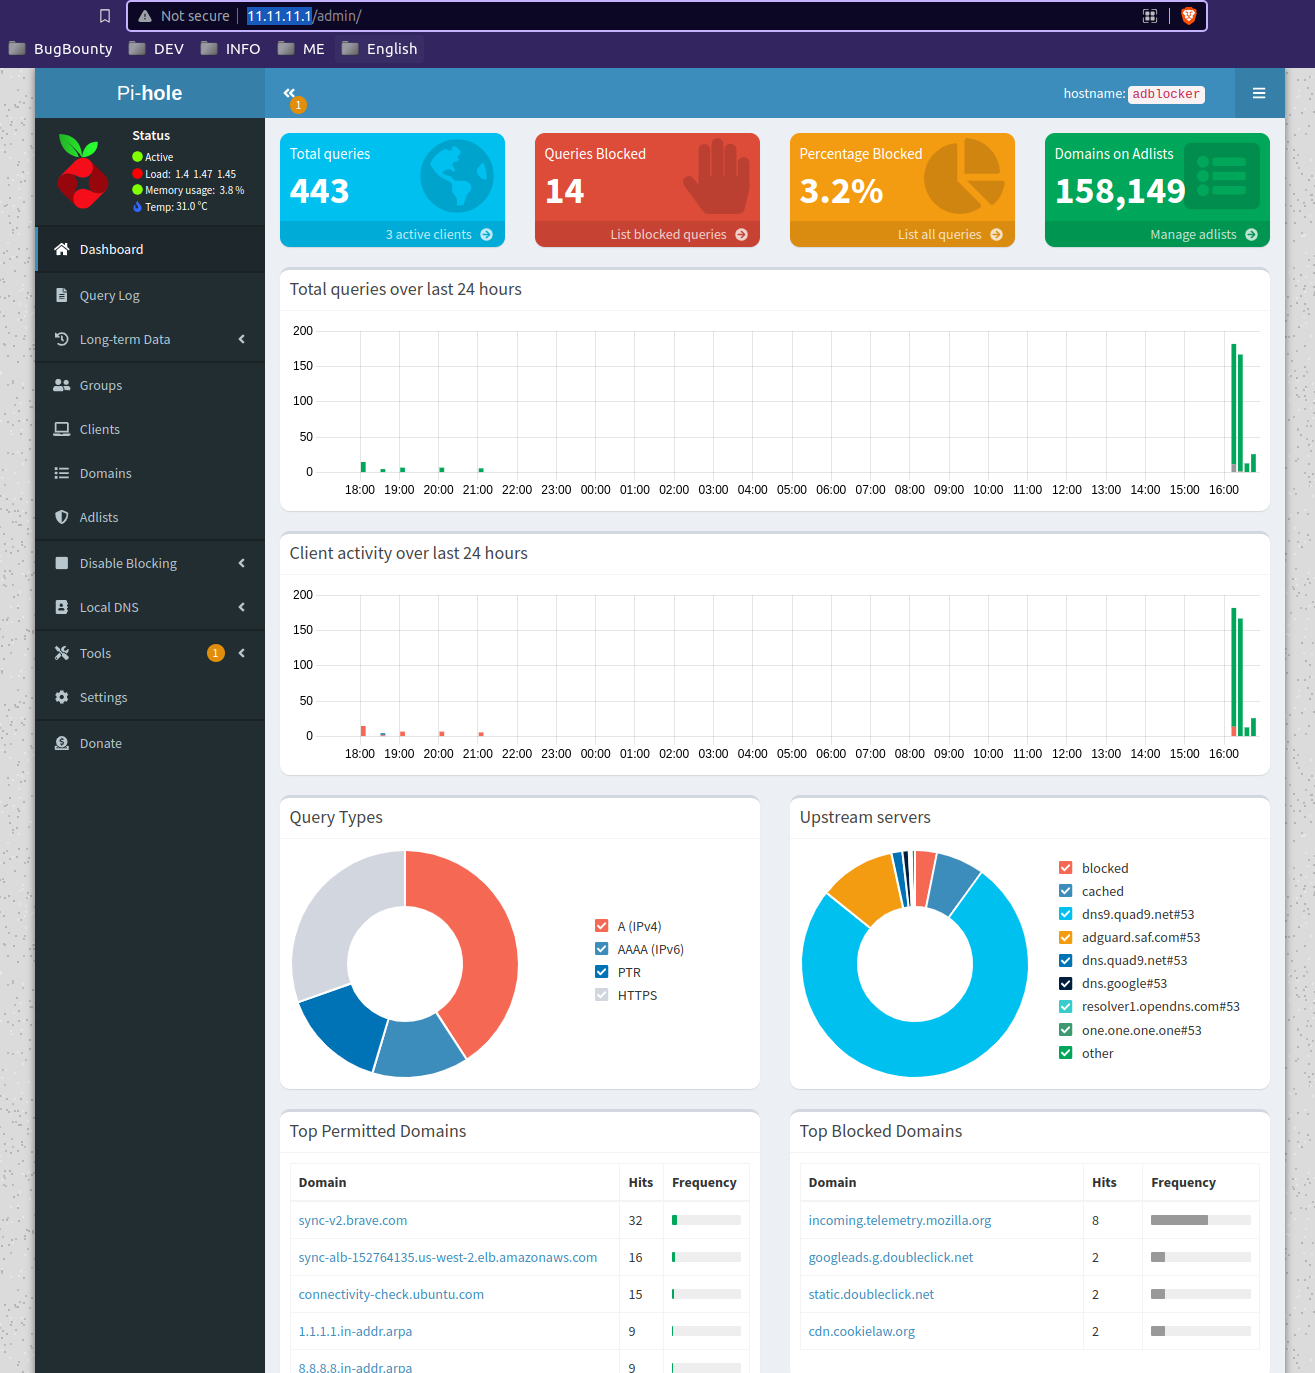 Not secure 11.11.11.1/admin/
BugBounty DEV INFO ME English
Pi-hole
1
hostname: adblocker
Status
Active
Load: 1.4 1.47 1.45
Memory usage: 3.8 %
Temp: 31.0 °C
Dashboard
Query Log
Long-term Data
Groups
Clients
Domains
Adlists
Disable Blocking
Local DNS
Tools 1
Settings
Donate
Total queries
443
3 active clients
Queries Blocked
14
List blocked queries
Percentage Blocked
3.2%
List all queries
Domains on Adlists
158,149
Manage adlists
Total queries over last 24 hours
200
150
100
50
0
18:00 19:00 20:00 21:00 22:00 23:00 00:00 01:00 02:00 03:00 04:00 05:00 06:00 07:00 08:00 09:00 10:00 11:00 12:00 13:00 14:00 15:00 16:00
Client activity over last 24 hours
200
150
100
50
0
18:00 19:00 20:00 21:00 22:00 23:00 00:00 01:00 02:00 03:00 04:00 05:00 06:00 07:00 08:00 09:00 10:00 11:00 12:00 13:00 14:00 15:00 16:00
Query Types
A (IPv4)
AAAA (IPv6)
PTR
HTTPS
Upstream servers
blocked
cached
dns9.quad9.net#53
adguard.saf.com#53
dns.quad9.net#53
dns.google#53
resolver1.opendns.com#53
one.one.one.one#53
other
Top Permitted Domains
Domain Hits Frequency
sync-v2.brave.com 32
sync-alb-152764135.us-west-2.elb.amazonaws.com 16
connectivity-check.ubuntu.com 15
1.1.1.1.in-addr.arpa 9
8.8.8.8.in-addr.arpa 9
Top Blocked Domains
Domain Hits Frequency
incoming.telemetry.mozilla.org 8
googleads.g.doubleclick.net 2
static.doubleclick.net 2
cdn.cookielaw.org 2